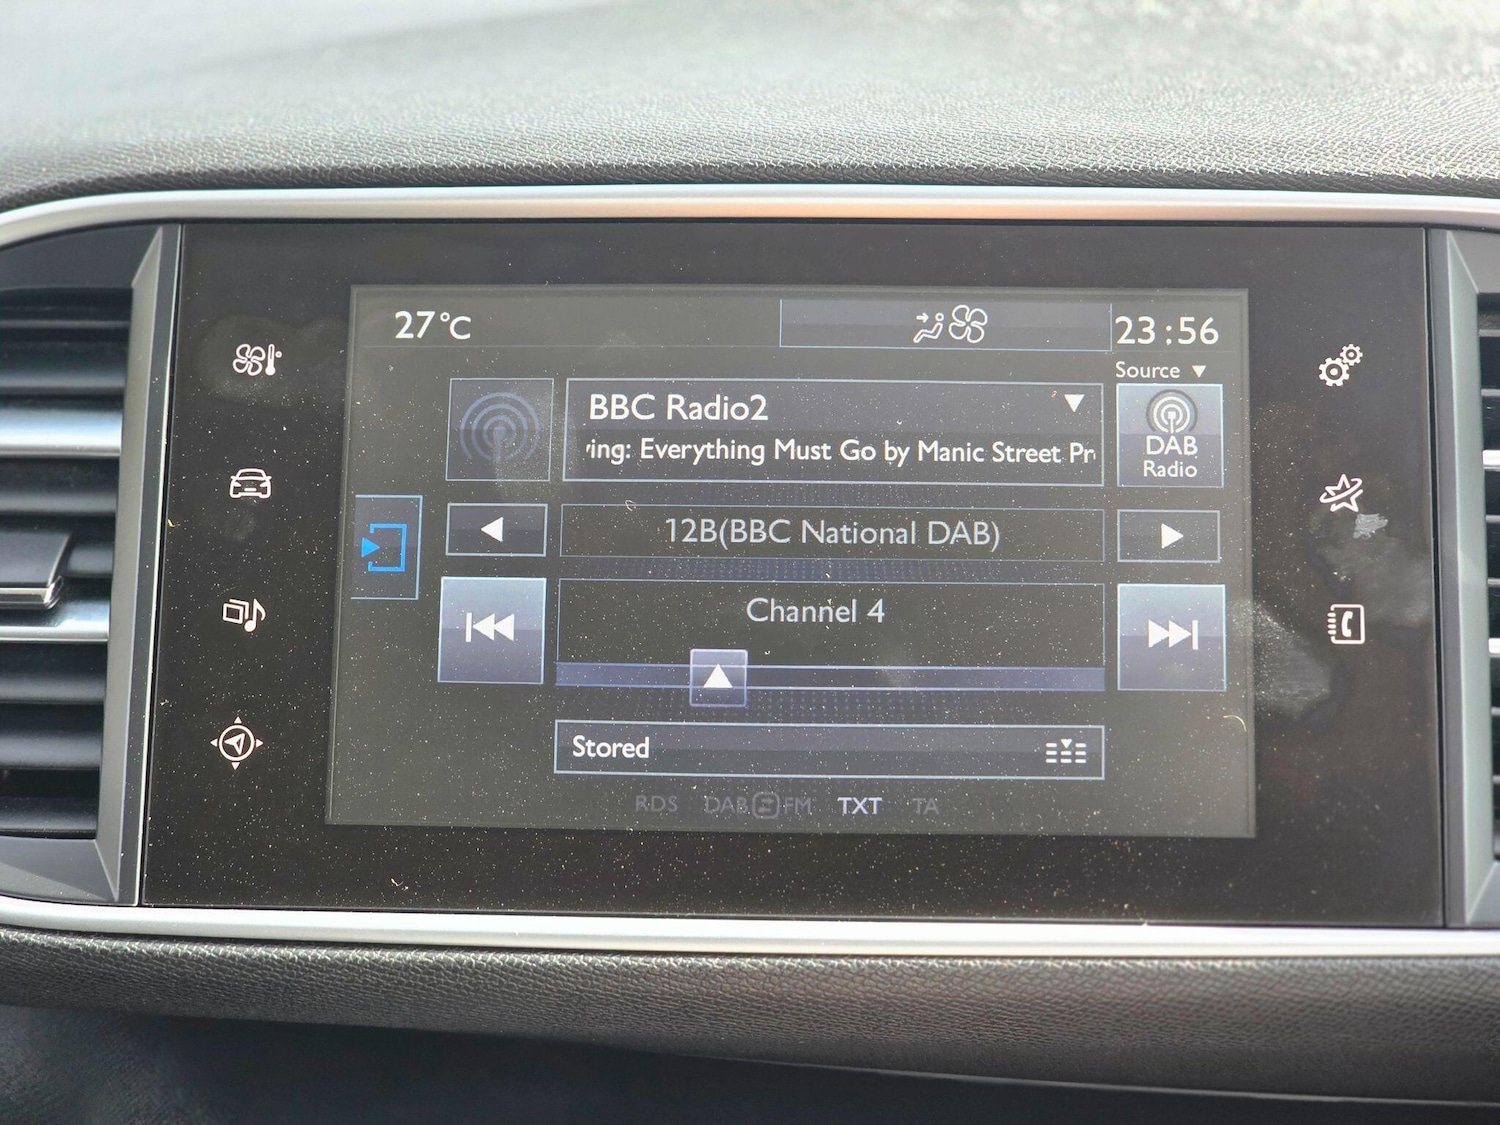 27°C
23:56
Source
BBC Radio2
ing: Everything Must Go by Manic Street Pr
DAB
Radio
12B(BBC National DAB)
Channel 4
Stored
RDS DAB FM TXT TA